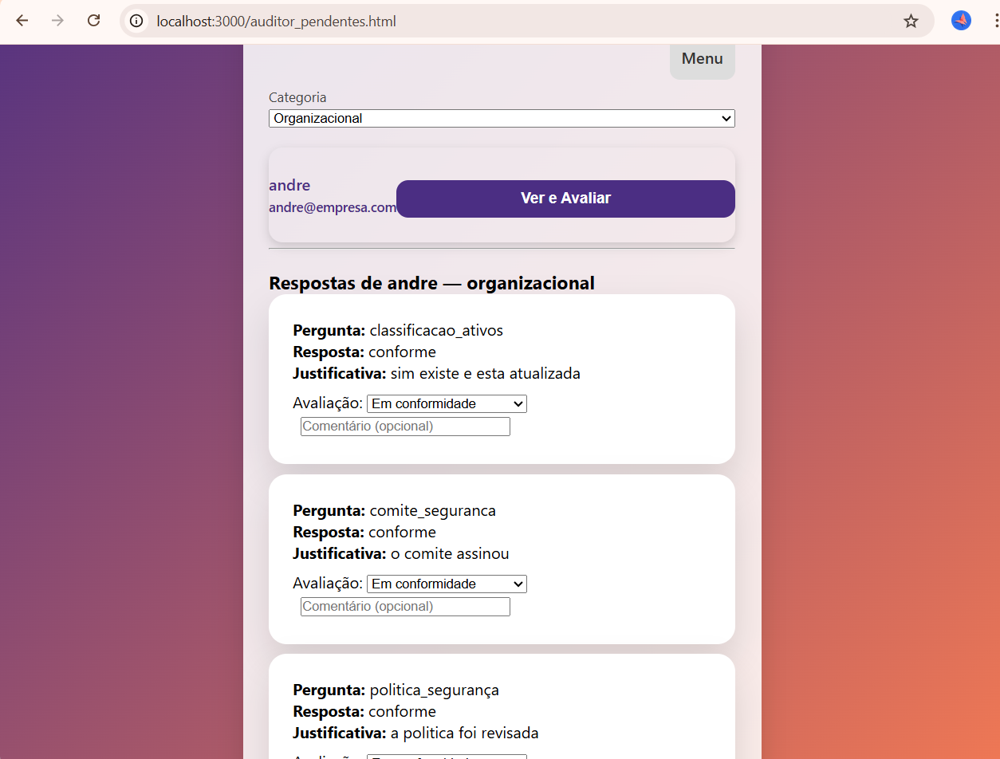 localhost:3000/auditor_pendentes.html
Menu
Categoria
Organizacional
andre
andre@empresa.com
Ver e Avaliar
Respostas de andre — organizacional
Pergunta: classificacao_ativos
Resposta: conforme
Justificativa: sim existe e esta atualizada
Avaliação: Em conformidade
Comentário (opcional)
Pergunta: comite_seguranca
Resposta: conforme
Justificativa: o comite assinou
Avaliação: Em conformidade
Comentário (opcional)
Pergunta: politica_segurança
Resposta: conforme
Justificativa: a politica foi revisada